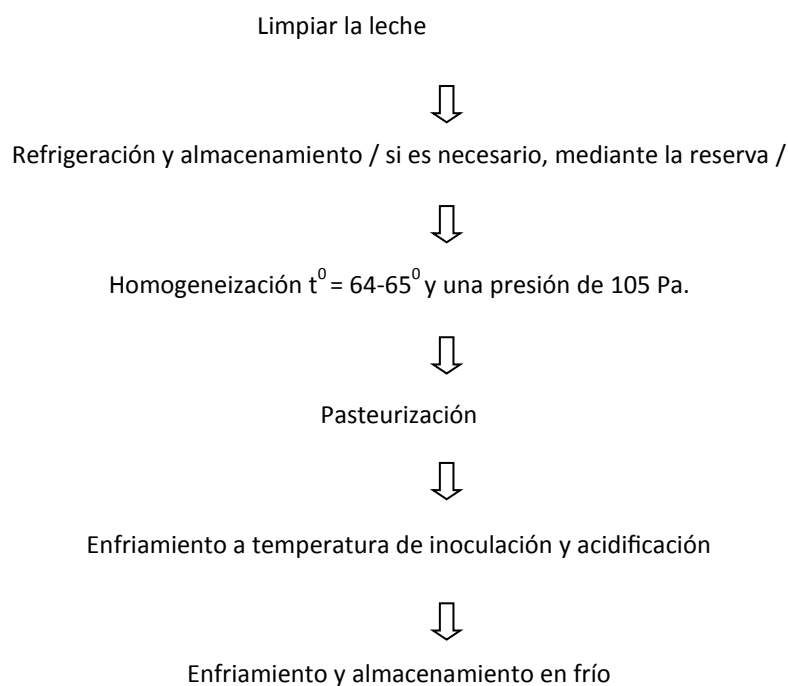 Limpiar la leche
Refrigeración y almacenamiento / si es necesario, mediante la reserva /
Homogeneización t⁰ = 64-65⁰ y una presión de 105 Pa.
Pasteurización
Enfriamiento a temperatura de inoculación y acidificación
Enfriamiento y almacenamiento en frío